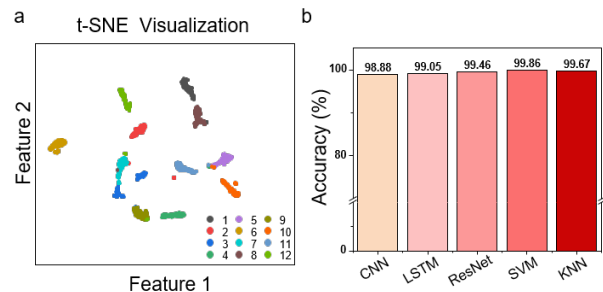 a
t-SNE Visualization
Feature 2
1 5 9
2 6 10
3 7 11
4 8 12
Feature 1
b
98.88 99.05 99.46 99.86 99.67
100
80
0
Accuracy (%)
CNN LSTM ResNet SVM KNN